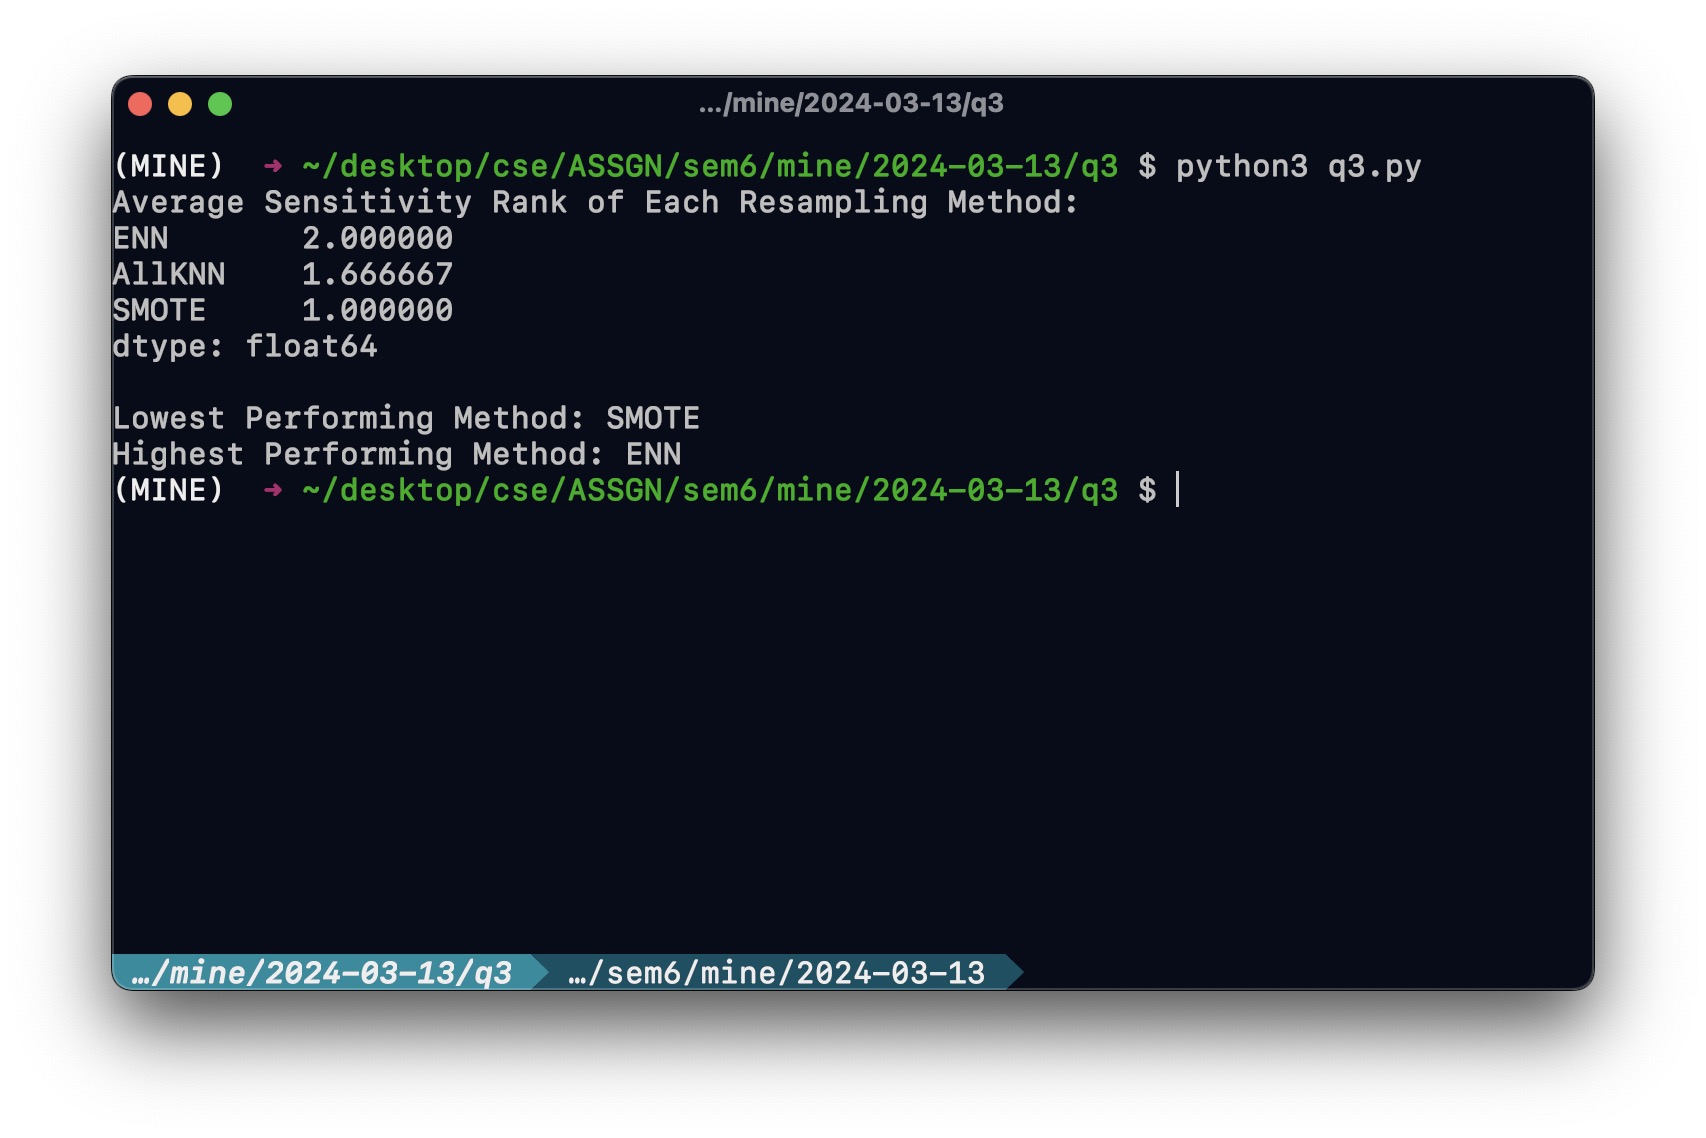 .../mine/2024-03-13/q3
(MINE)  ➜ ~/desktop/cse/ASSGN/sem6/mine/2024-03-13/q3 $ python3 q3.py
Average Sensitivity Rank of Each Resampling Method:
ENN       2.000000
AllKNN    1.666667
SMOTE     1.000000
dtype: float64
Lowest Performing Method: SMOTE
Highest Performing Method: ENN
(MINE)  ➜ ~/desktop/cse/ASSGN/sem6/mine/2024-03-13/q3 $
…/mine/2024-03-13/q3 …/sem6/mine/2024-03-13